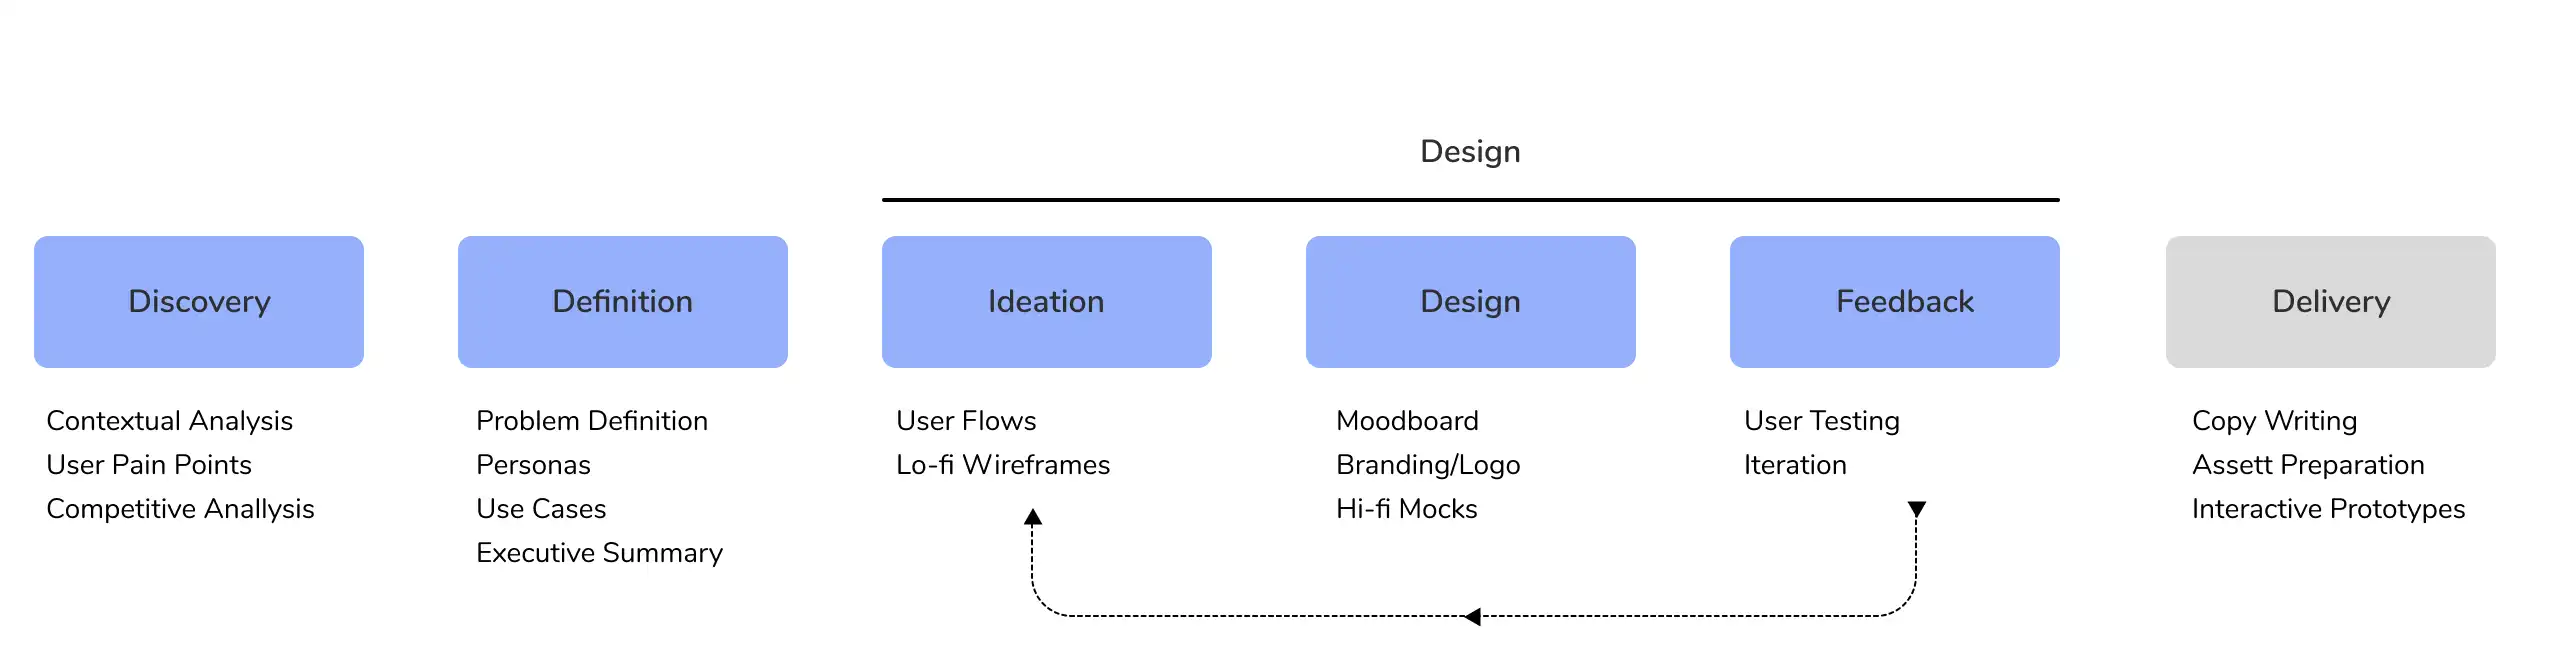 Design
Discovery
Definition
Ideation
Design
Feedback
Delivery
Contextual Analysis
User Pain Points
Competitive Anallysis
Problem Definition
Personas
Use Cases
Executive Summary
User Flows
Lo-fi Wireframes
Moodboard
Branding/Logo
Hi-fi Mocks
User Testing
Iteration
Copy Writing
Assett Preparation
Interactive Prototypes